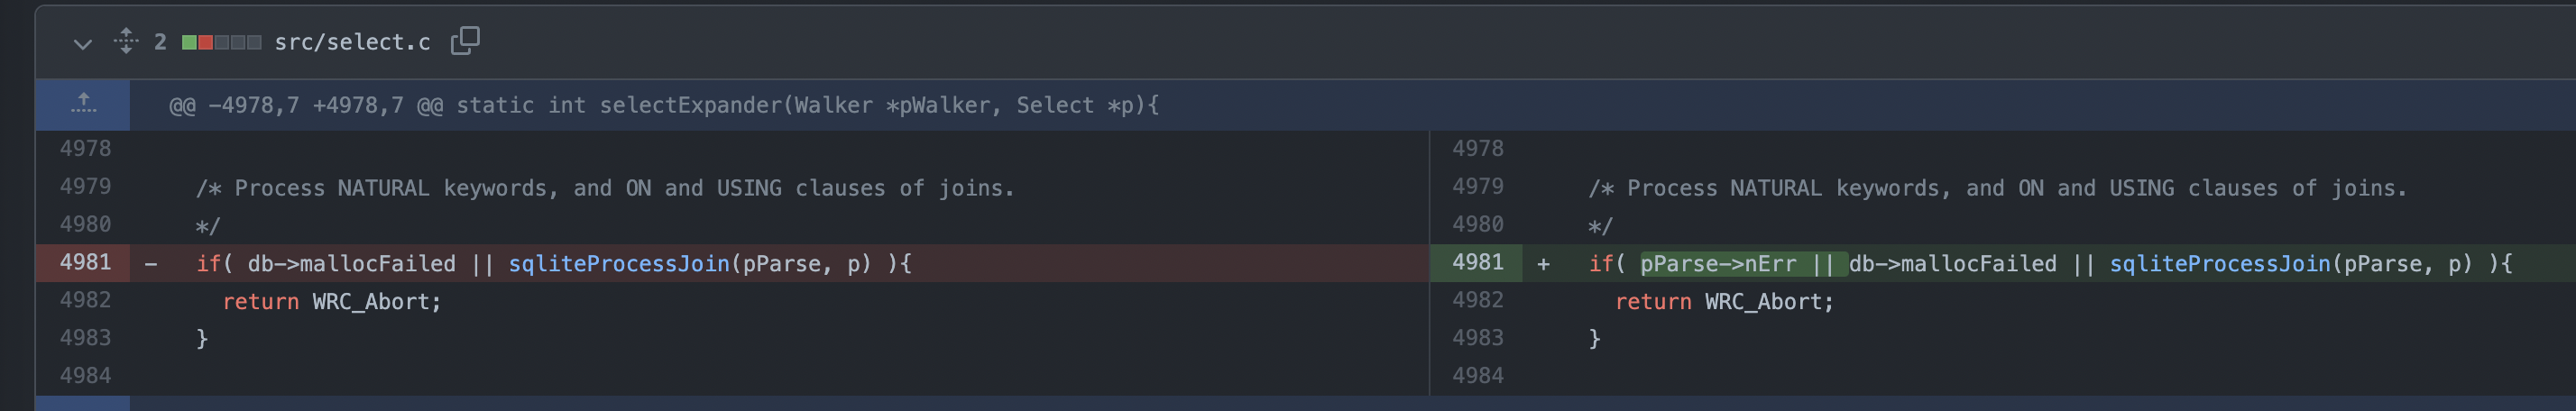 2 src/select.c
@@ -4978,7 +4978,7 @@ static int selectExpander(Walker *pWalker, Select *p){
4978 4978
4979 /* Process NATURAL keywords, and ON and USING clauses of joins. 4979 /* Process NATURAL keywords, and ON and USING clauses of joins.
4980 */ 4980 */
4981 - if( db->mallocFailed || sqliteProcessJoin(pParse, p) ){ 4981 + if( pParse->nErr || db->mallocFailed || sqliteProcessJoin(pParse, p) ){
4982 return WRC_Abort; 4982 return WRC_Abort;
4983 } 4983 }
4984 4984